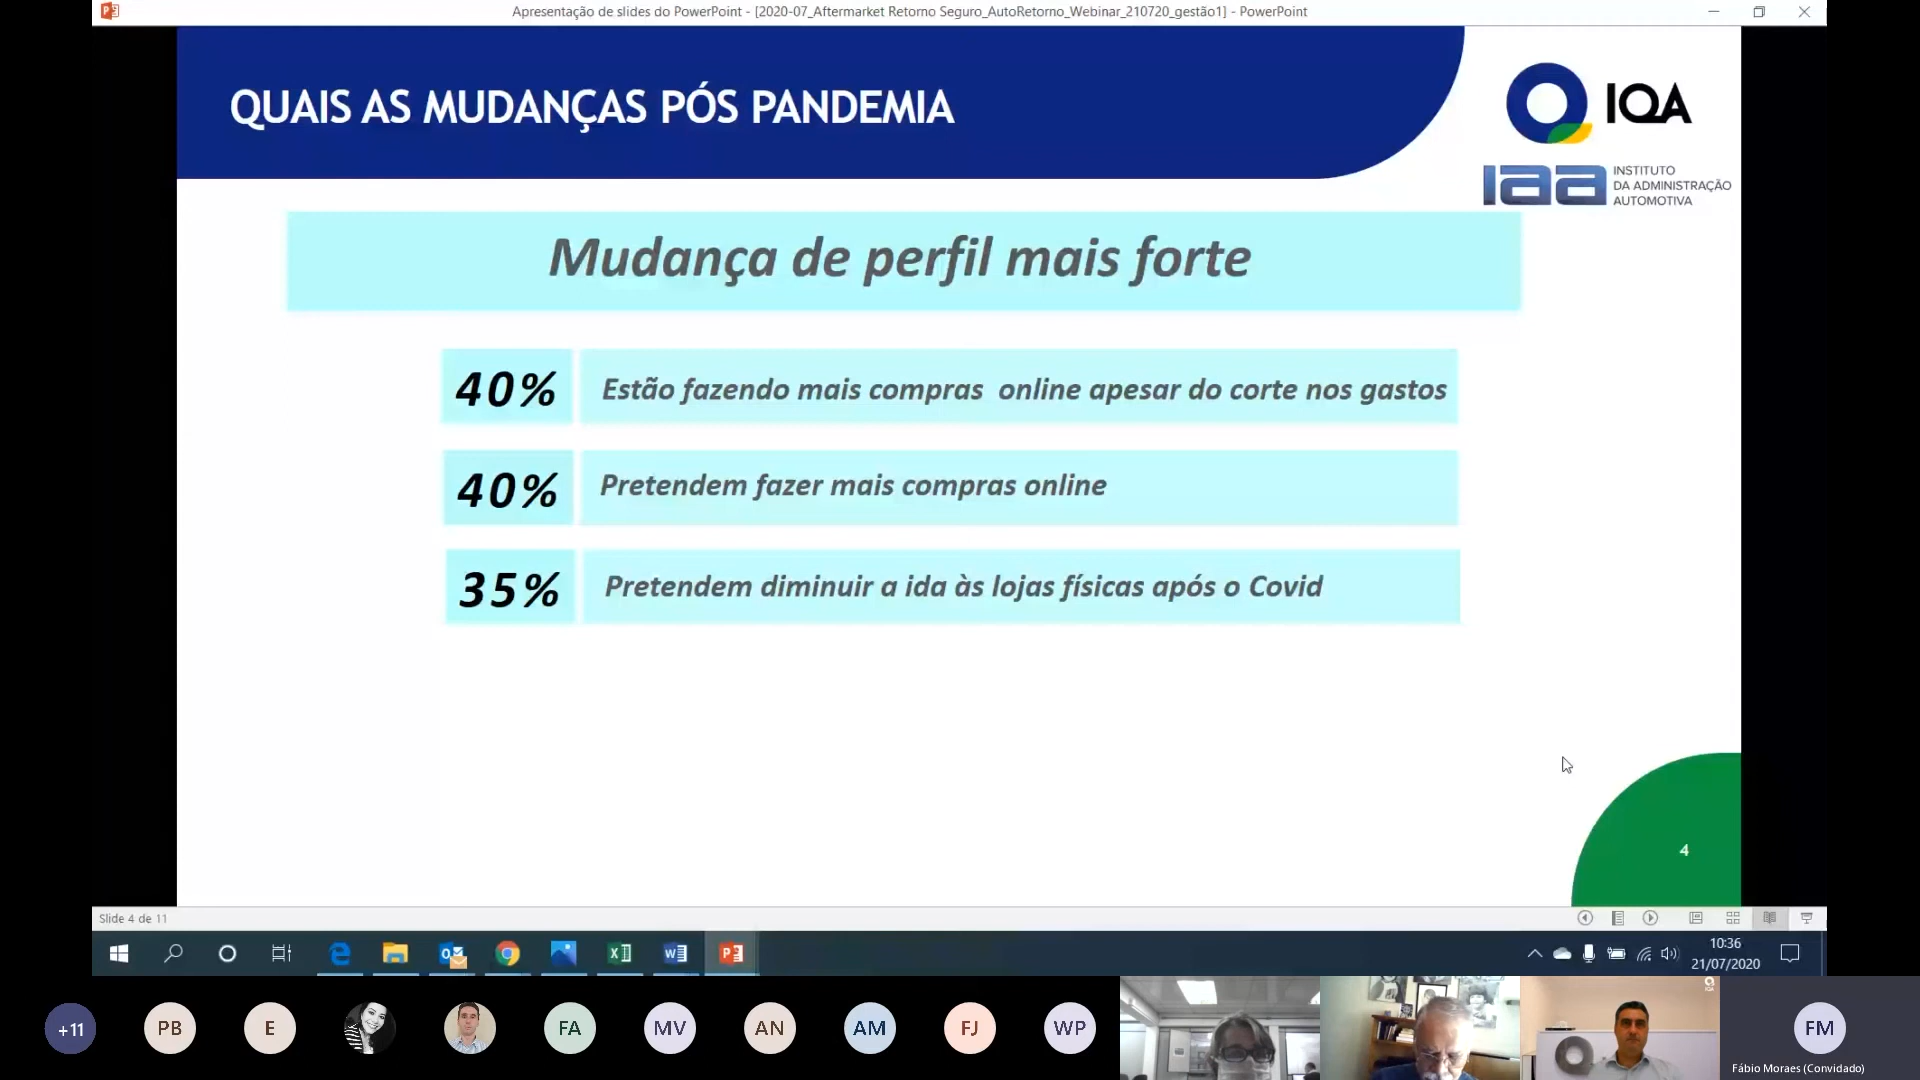 Apresentação de slides do PowerPoint - [2020-07_Aftermarket Retorno Seguro_AutoRetorno_Webinar_210720_gestão1] - PowerPoint
QUAIS AS MUDANÇAS PÓS PANDEMIA
IQA
iaa
INSTITUTO
DA ADMINISTRAÇÃO
AUTOMOTIVA
Mudança de perfil mais forte
40% Estão fazendo mais compras online apesar do corte nos gastos
40% Pretendem fazer mais compras online
35% Pretendem diminuir a ida às lojas físicas após o Covid
4
Slide 4 de 11
10:36
21/07/2020
+11 PB E FA MV AN AM FJ WP FM
Fábio Moraes (Convidado)